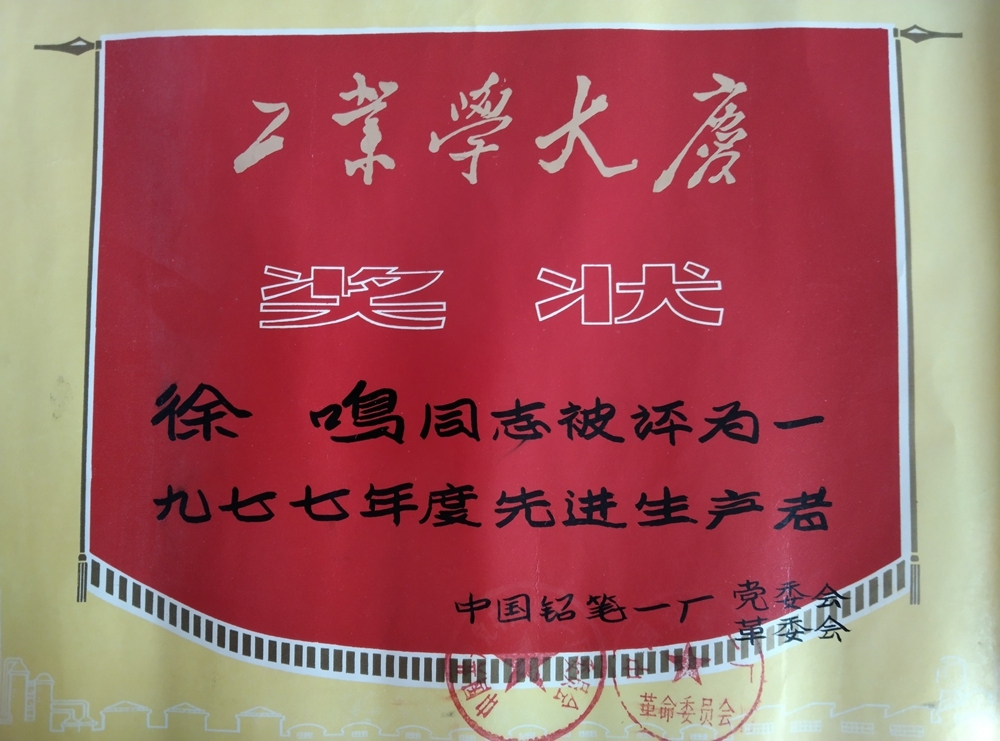 工業學大慶
奖状
徐鳴同志被评为一
九七七年度先进生产者
中国铅笔一厂 党委会
革委会
革命委员会